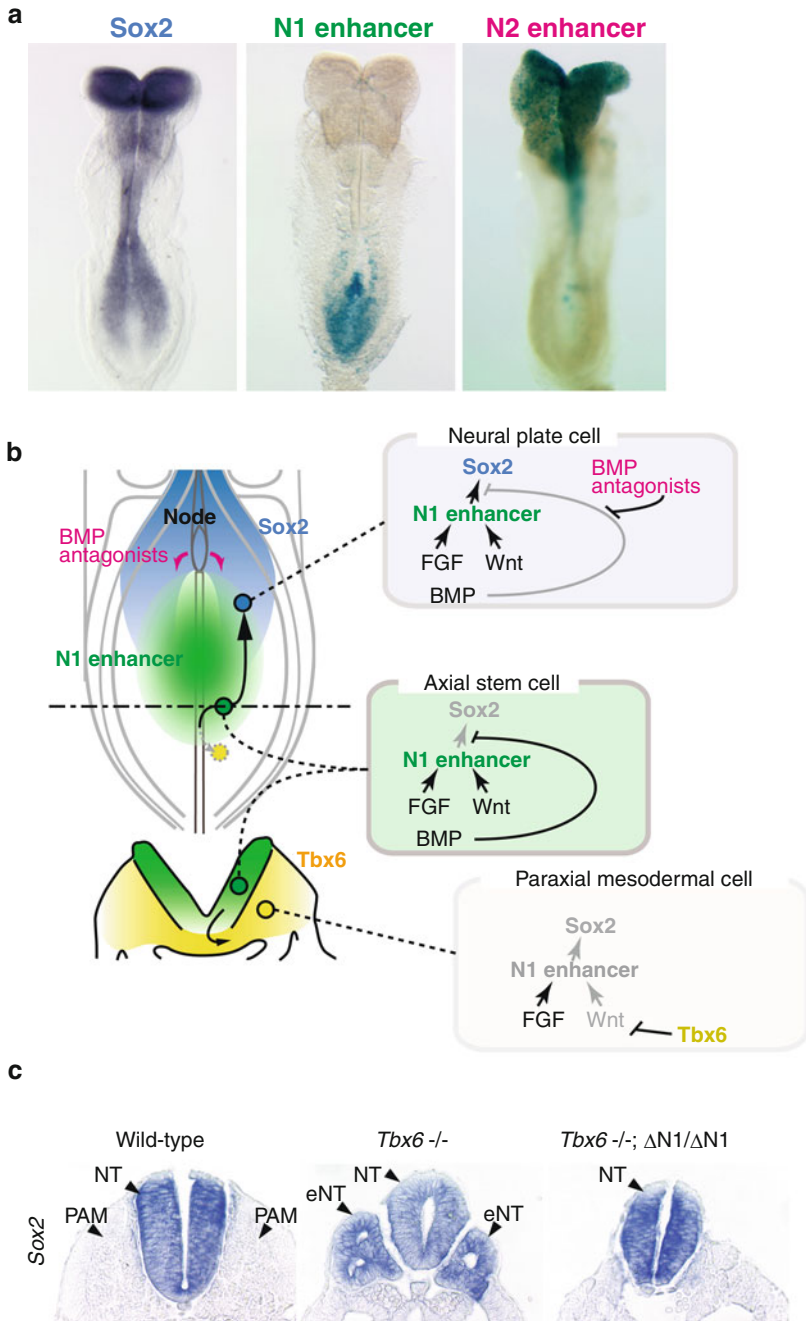 a
Sox2
N1 enhancer
N2 enhancer
b
Node
Sox2
BMP
antagonists
N1 enhancer
Tbx6
Neural plate cell
Sox2
BMP
antagonists
N1 enhancer
FGF
Wnt
BMP
Axial stem cell
Sox2
N1 enhancer
FGF
Wnt
BMP
Paraxial mesodermal cell
Sox2
N1 enhancer
FGF
Wnt
Tbx6
c
Wild-type
Tbx6 -/-
Tbx6 -/-; ΔN1/ΔN1
Sox2
NT
PAM
PAM
NT
eNT
eNT
NT